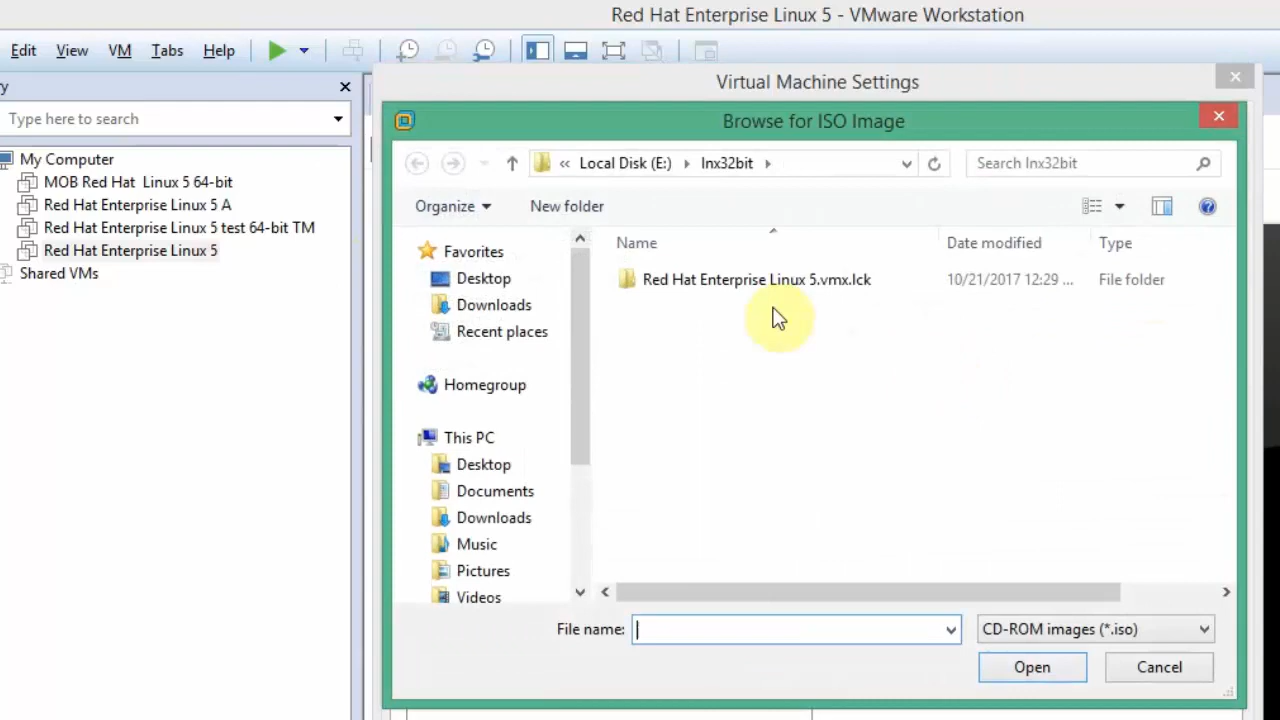 Red Hat Enterprise Linux 5 - VMware Workstation
Edit View VM Tabs Help
y
Type here to search
My Computer
MOB Red Hat  Linux 5 64-bit
Red Hat Enterprise Linux 5 A
Red Hat Enterprise Linux 5 test 64-bit TM
Red Hat Enterprise Linux 5
Shared VMs
Virtual Machine Settings
Browse for ISO Image
« Local Disk (E:) lnx32bit
Search lnx32bit
Organize New folder
Name Date modified Type
Red Hat Enterprise Linux 5.vmx.lck 10/21/2017 12:29 ... File folder
Favorites
Desktop
Downloads
Recent places
Homegroup
This PC
Desktop
Documents
Downloads
Music
Pictures
Videos
File name:
CD-ROM images (*.iso)
Open Cancel